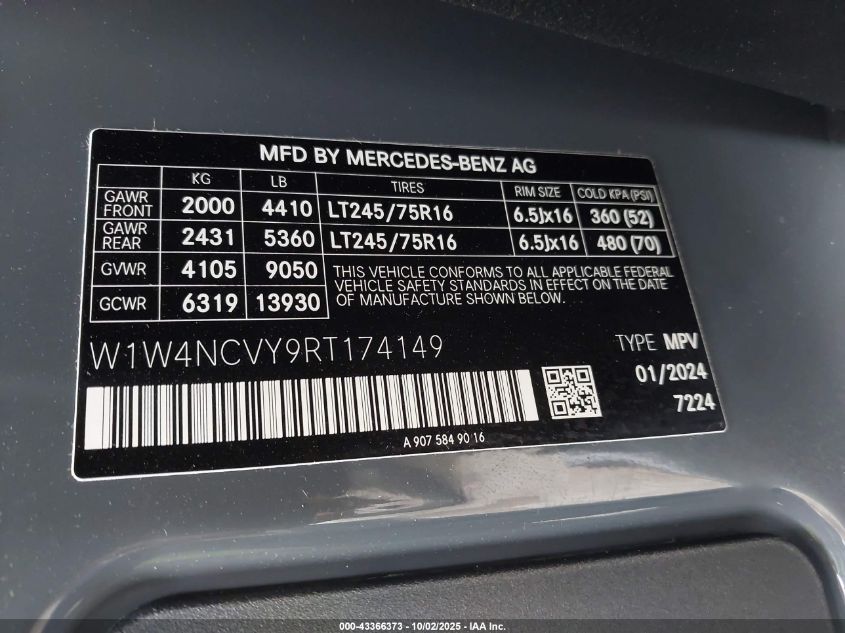 MFD BY MERCEDES-BENZ AG
KG LB TIRES RIM SIZE COLD KPA (PSI)
GAWR FRONT 2000 4410 LT245/75R16 6.5Jx16 360 (52)
GAWR REAR 2431 5360 LT245/75R16 6.5Jx16 480 (70)
GVWR 4105 9050
GCWR 6319 13930
THIS VEHICLE CONFORMS TO ALL APPLICABLE FEDERAL
VEHICLE SAFETY STANDARDS IN EFFECT ON THE DATE
OF MANUFACTURE SHOWN BELOW.
W1W4NCVY9RT174149
TYPE MPV
01/2024
7224
A 907 584 90 16
000-43366373 - 10/02/2025 - IAA Inc.